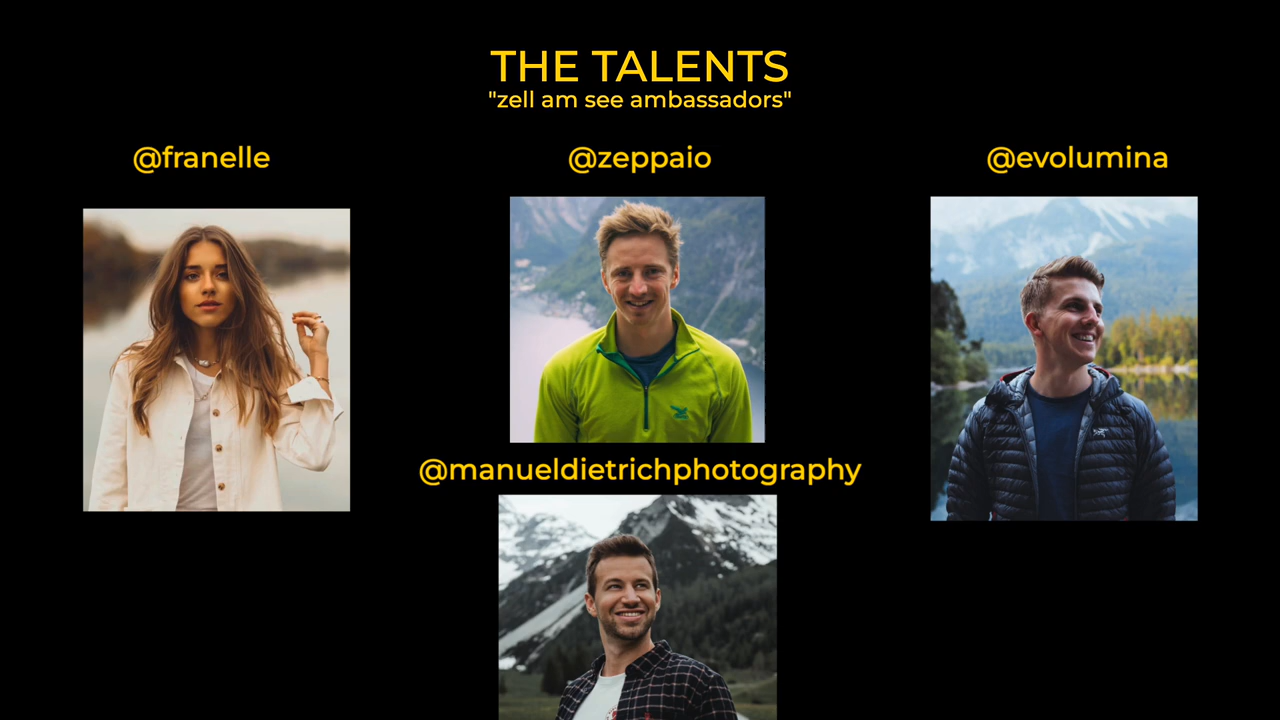 THE TALENTS
"zell am see ambassadors"
@franelle
@zeppaio
@evolumina
@manueldietrichphotography